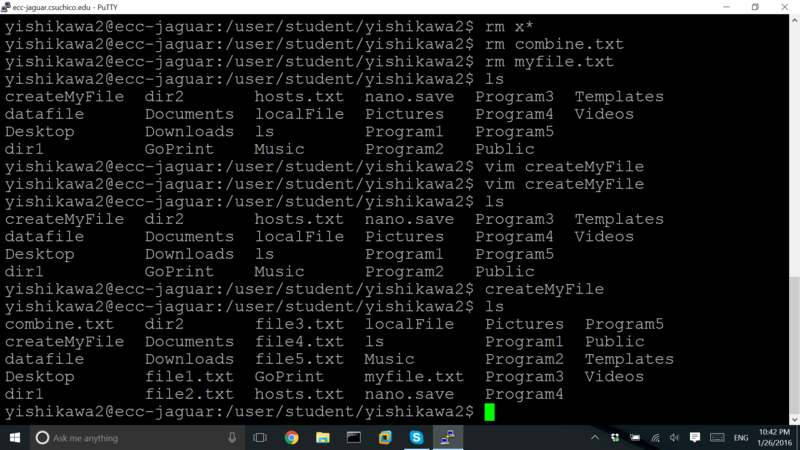 ecc-jaguar.csuchico.edu - PuTTY
yishikawa2@ecc-jaguar:/user/student/yishikawa2$ rm x*
yishikawa2@ecc-jaguar:/user/student/yishikawa2$ rm combine.txt
yishikawa2@ecc-jaguar:/user/student/yishikawa2$ rm myfile.txt
yishikawa2@ecc-jaguar:/user/student/yishikawa2$ ls
createMyFile dir2 hosts.txt nano.save Program3 Templates
datafile Documents localFile Pictures Program4 Videos
Desktop Downloads ls Program1 Program5
dir1 GoPrint Music Program2 Public
yishikawa2@ecc-jaguar:/user/student/yishikawa2$ vim createMyFile
yishikawa2@ecc-jaguar:/user/student/yishikawa2$ vim createMyFile
yishikawa2@ecc-jaguar:/user/student/yishikawa2$ ls
createMyFile dir2 hosts.txt nano.save Program3 Templates
datafile Documents localFile Pictures Program4 Videos
Desktop Downloads ls Program1 Program5
dir1 GoPrint Music Program2 Public
yishikawa2@ecc-jaguar:/user/student/yishikawa2$ createMyFile
yishikawa2@ecc-jaguar:/user/student/yishikawa2$ ls
combine.txt dir2 file3.txt localFile Pictures Program5
createMyFile Documents file4.txt ls Program1 Public
datafile Downloads file5.txt Music Program2 Templates
Desktop file1.txt GoPrint myfile.txt Program3 Videos
dir1 file2.txt hosts.txt nano.save Program4
yishikawa2@ecc-jaguar:/user/student/yishikawa2$
Ask me anything
ENG
10:42 PM
1/26/2016